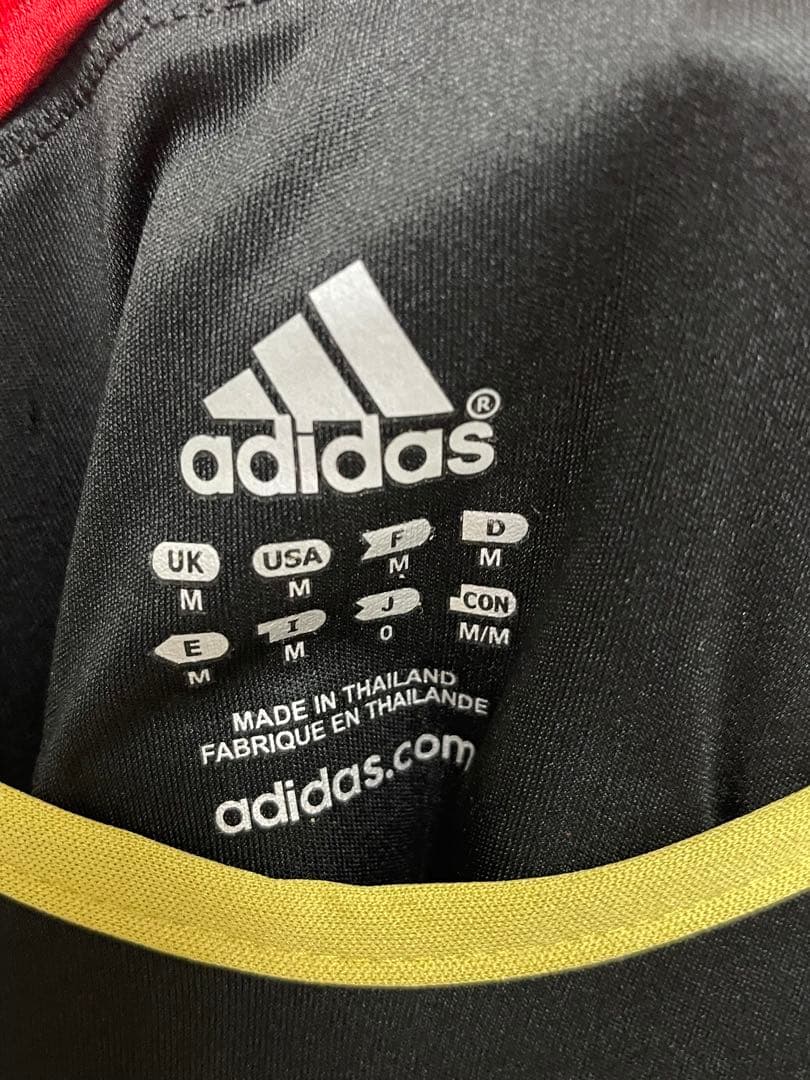 adidas®
UK USA F D
M M M M
E I J CON
M M O M/M
MADE IN THAILAND
FABRIQUE EN THAILANDE
adidas.com